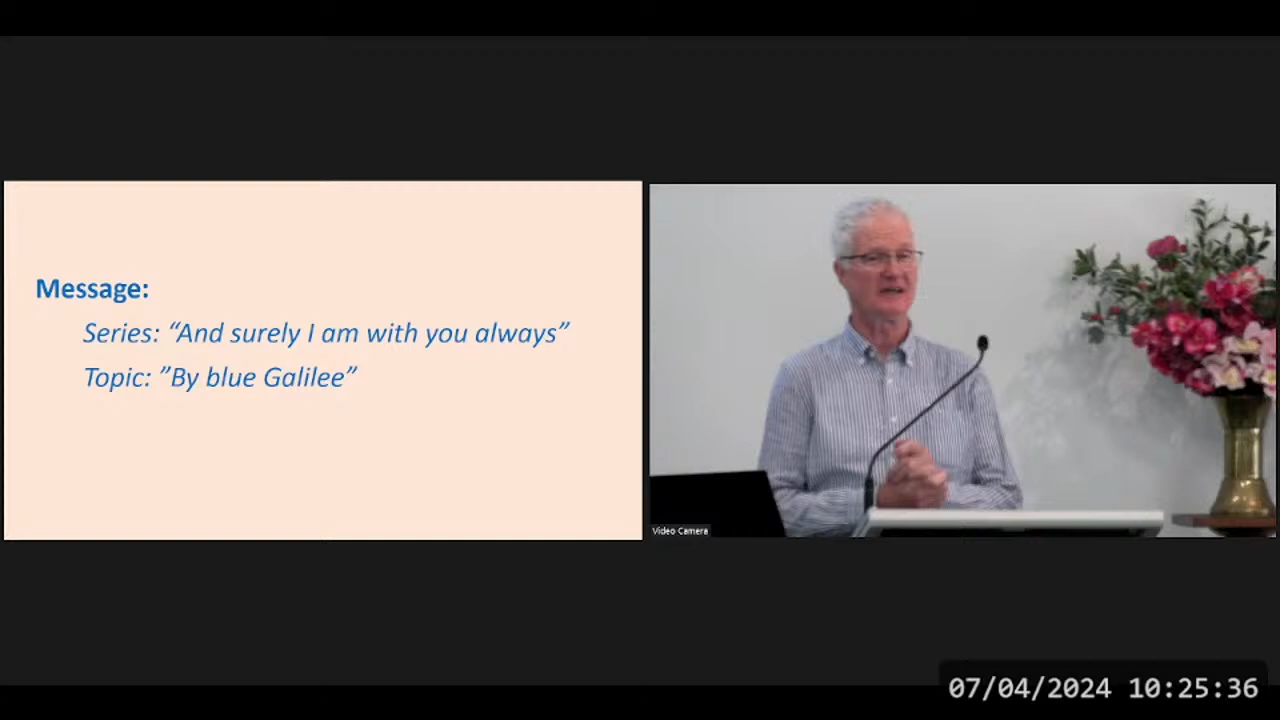 Message:
Series: “And surely I am with you always”
Topic: ”By blue Galilee”
Video Camera
07/04/2024 10:25:36